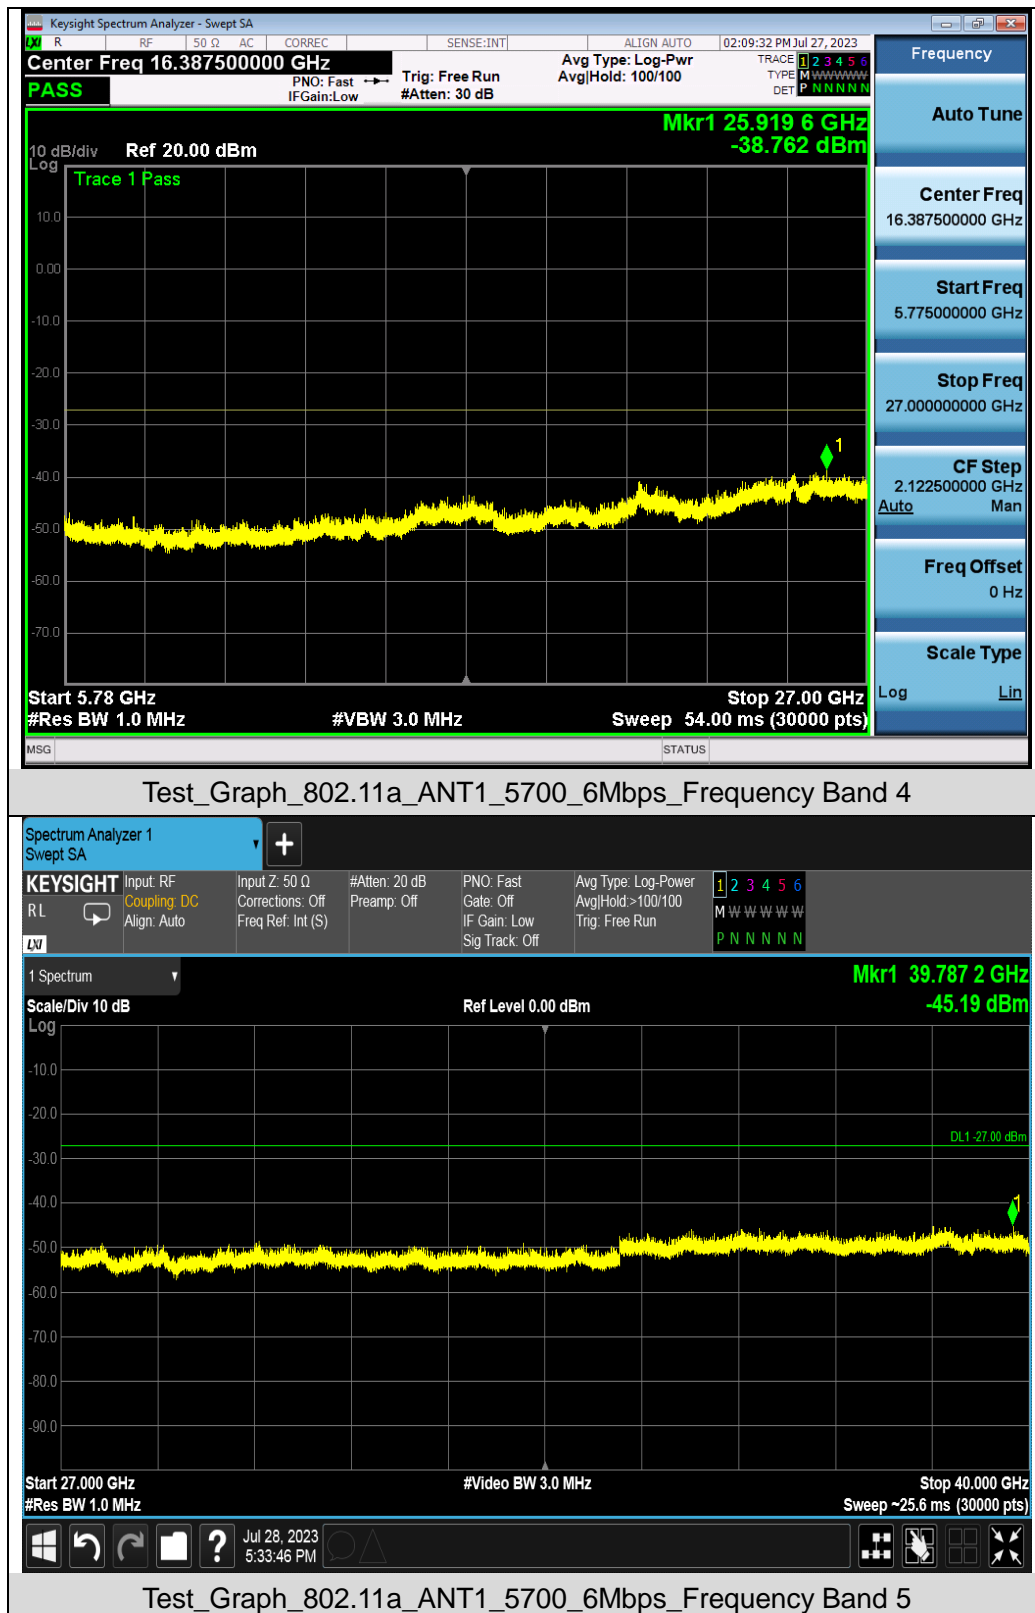 Keysight Spectrum Analyzer - Swept SA
LXI R RF 50 Ω AC CORREC SENSE:INT ALIGN AUTO 02:09:32 PM Jul 27, 2023
Center Freq 16.387500000 GHz
PNO: Fast
IFGain:Low
Trig: Free Run
#Atten: 30 dB
Avg Type: Log-Pwr
Avg|Hold: 100/100
TRACE 1 2 3 4 5 6
TYPE M W W W W W
DET P N N N N N
PASS
Mkr1 25.919 6 GHz
-38.762 dBm
10 dB/div Ref 20.00 dBm
Log
Trace 1 Pass
10.0
0.00
-10.0
-20.0
-30.0
-40.0
-50.0
-60.0
-70.0
1
Start 5.78 GHz Stop 27.00 GHz
#Res BW 1.0 MHz #VBW 3.0 MHz Sweep 54.00 ms (30000 pts)
MSG STATUS
Frequency
Auto Tune
Center Freq
16.387500000 GHz
Start Freq
5.775000000 GHz
Stop Freq
27.000000000 GHz
CF Step
2.122500000 GHz
Auto Man
Freq Offset
0 Hz
Scale Type
Log Lin
Test_Graph_802.11a_ANT1_5700_6Mbps_Frequency Band 4
Spectrum Analyzer 1
Swept SA
+
KEYSIGHT
R L
LXI
Input: RF
Coupling: DC
Align: Auto
Input Z: 50 Ω
Corrections: Off
Freq Ref: Int (S)
#Atten: 20 dB
Preamp: Off
PNO: Fast
Gate: Off
IF Gain: Low
Sig Track: Off
Avg Type: Log-Power
Avg|Hold:>100/100
Trig: Free Run
1 2 3 4 5 6
M W W W W W
P N N N N N
1 Spectrum
Mkr1 39.787 2 GHz
-45.19 dBm
Scale/Div 10 dB Ref Level 0.00 dBm
Log
-10.0
-20.0
DL1 -27.00 dBm
-30.0
-40.0
-50.0
-60.0
-70.0
-80.0
-90.0
1
Start 27.000 GHz #Video BW 3.0 MHz Stop 40.000 GHz
#Res BW 1.0 MHz Sweep ~25.6 ms (30000 pts)
?
Jul 28, 2023
5:33:46 PM
Test_Graph_802.11a_ANT1_5700_6Mbps_Frequency Band 5